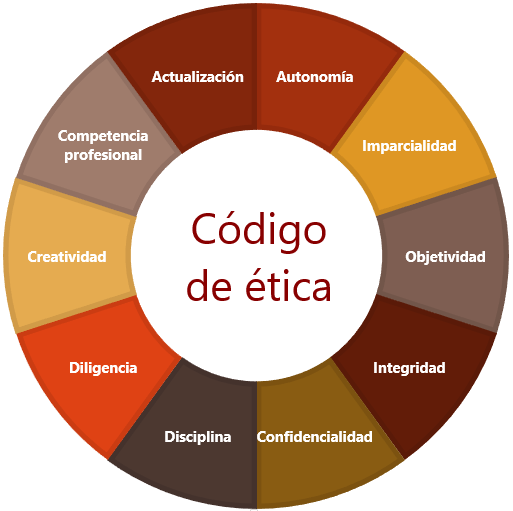 Código
de ética
Autonomía
Imparcialidad
Objetividad
Integridad
Confidencialidad
Disciplina
Diligencia
Creatividad
Competencia
profesional
Actualización